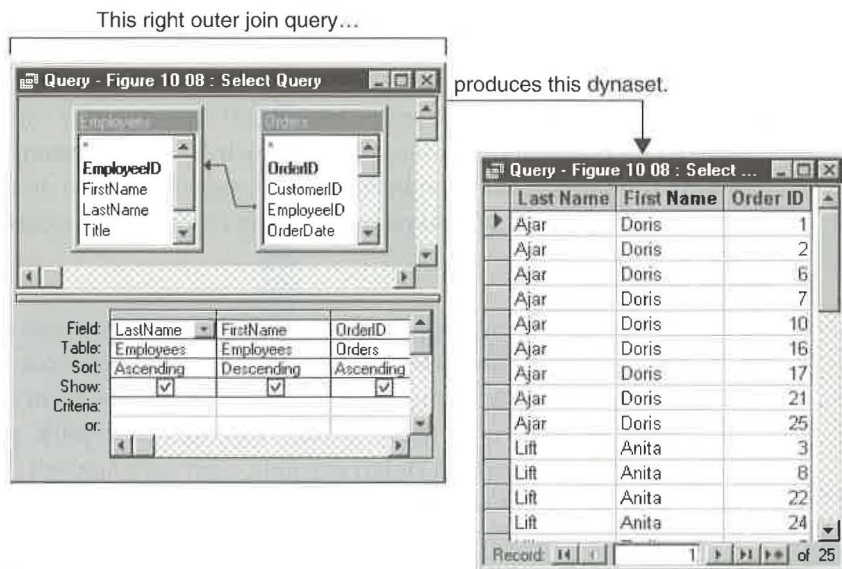 This right outer join query...
produces this dynaset.
Query - Figure 10 08 : Select Query
Employees
*
EmployeeID
FirstName
LastName
Title
Orders
*
OrderID
CustomerID
EmployeeID
OrderDate
Field: LastName FirstName OrderID
Table: Employees Employees Orders
Sort: Ascending Descending Ascending
Show:
Criteria:
or:
Query - Figure 10 08 : Select ...
Last Name First Name Order ID
Ajar Doris 1
Ajar Doris 2
Ajar Doris 6
Ajar Doris 7
Ajar Doris 10
Ajar Doris 16
Ajar Doris 17
Ajar Doris 21
Ajar Doris 25
Lift Anita 3
Lift Anita 8
Lift Anita 22
Lift Anita 24
Record: 1 of 25